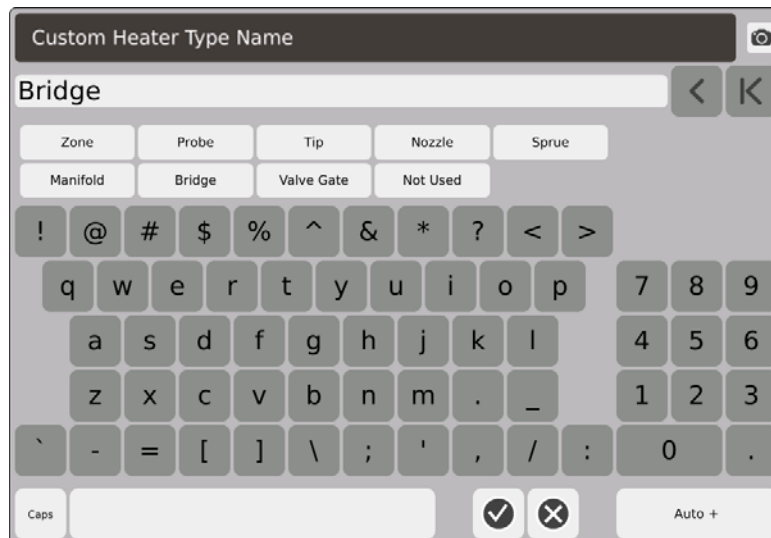 Custom Heater Type Name
Bridge
Zone Probe Tip Nozzle Sprue
Manifold Bridge Valve Gate Not Used
! @ # $ % ^ & * ? < >
q w e r t y u i o p 7 8 9
a s d f g h j k l 4 5 6
z x c v b n m . _ 1 2 3
` - = [ ] \ ; ' , / : 0 .
Caps Auto +